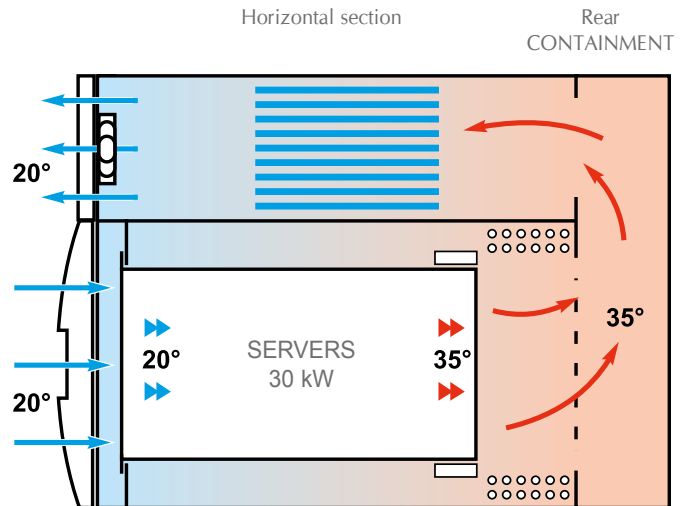 Horizontal section
Rear
CONTAINMENT
20°
20°
SERVERS
30 kW
35°
35°
20°